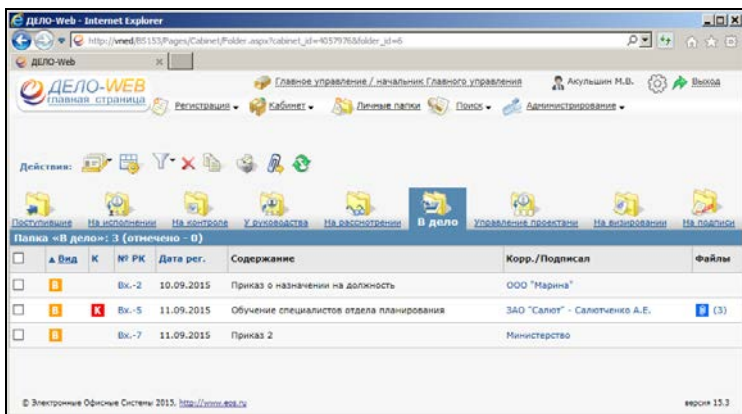 ДЕЛО-Web - Internet Explorer
http://vned/BS153/Pages/Cabinet/Folder.aspx?cabinet_id=4057976&folder_id=6
ДЕЛО-Web
ДЕЛО-WEB
главная страница
Главное управление / начальник Главного управления
Акульшин М.В.
Выход
Регистрация
Кабинет
Личные папки
Поиск
Администрирование
Действия:
Поступившие На исполнении На контроле У руководства На рассмотрении В дело Управление проектами На визировании На подписи
Папка «В дело»: 3 (отмечено - 0)
Вид К № РК Дата рег. Содержание Корр./Подписал Файлы
В Вх.-2 10.09.2015 Приказ о назначении на должность ООО "Марина"
В К Вх.-5 11.09.2015 Обучение специалистов отдела планирования ЗАО "Салют" - Салютченко А.Е. (3)
В Вх.-7 11.09.2015 Приказ 2 Министерство
© Электронные Офисные Системы 2015, http://www.eos.ru версия 15.3